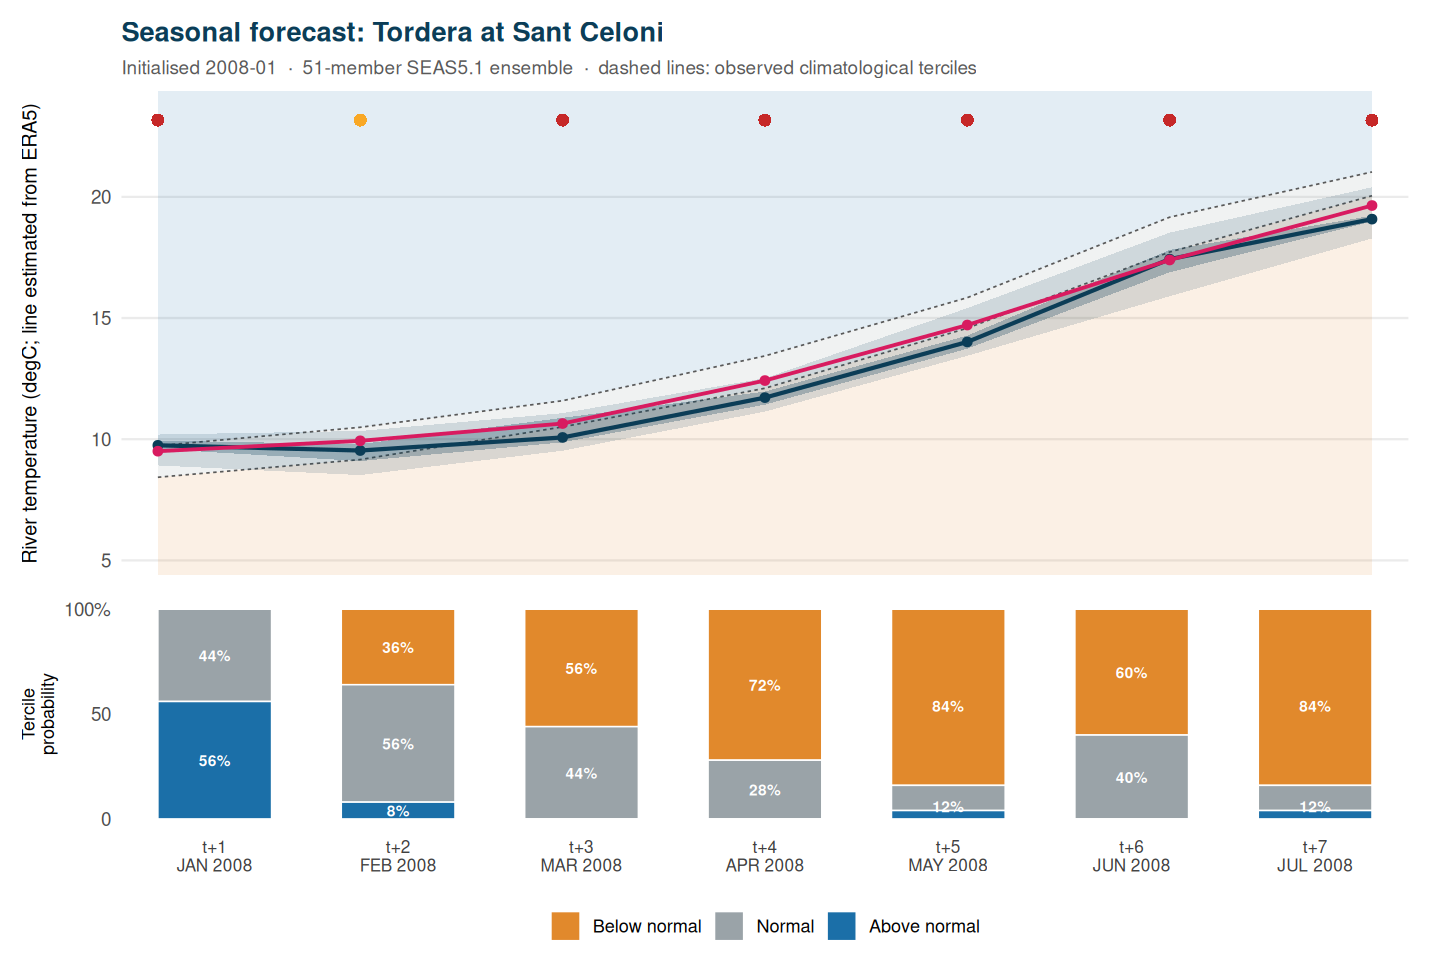 Seasonal forecast: Tordera at Sant Celoni
Initialised 2008-01 · 51-member SEAS5.1 ensemble · dashed lines: observed climatological terciles
River temperature (degC; line estimated from ERA5)
20
15
10
5
100%
50
0
Tercile
probability
44%
56%
36%
56%
8%
56%
44%
72%
28%
84%
12%
60%
40%
84%
12%
t+1
JAN 2008
t+2
FEB 2008
t+3
MAR 2008
t+4
APR 2008
t+5
MAY 2008
t+6
JUN 2008
t+7
JUL 2008
Below normal
Normal
Above normal